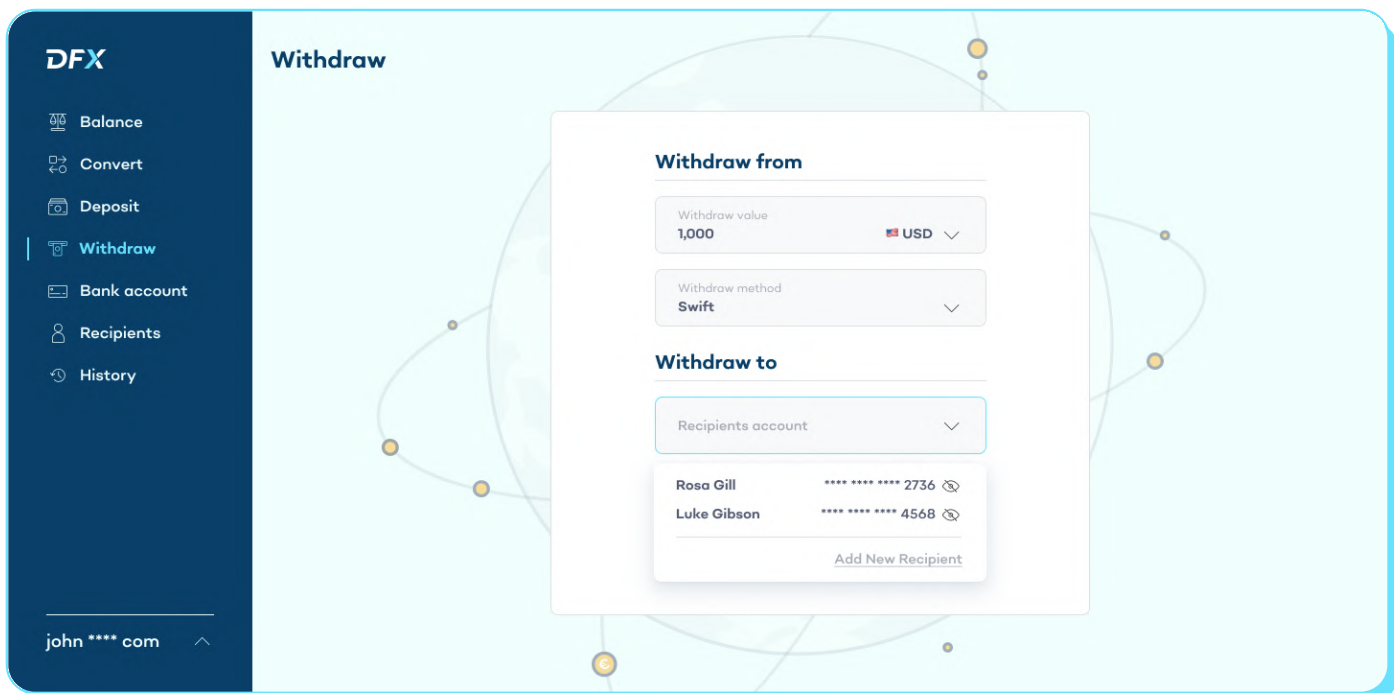 DFX
Balance
Convert
Deposit
Withdraw
Bank account
Recipients
History
john **** com
Withdraw
Withdraw from
Withdraw value
1,000 USD
Withdraw method
Swift
Withdraw to
Recipients account
Rosa Gill **** **** **** 2736
Luke Gibson **** **** **** 4568
Add New Recipient
€